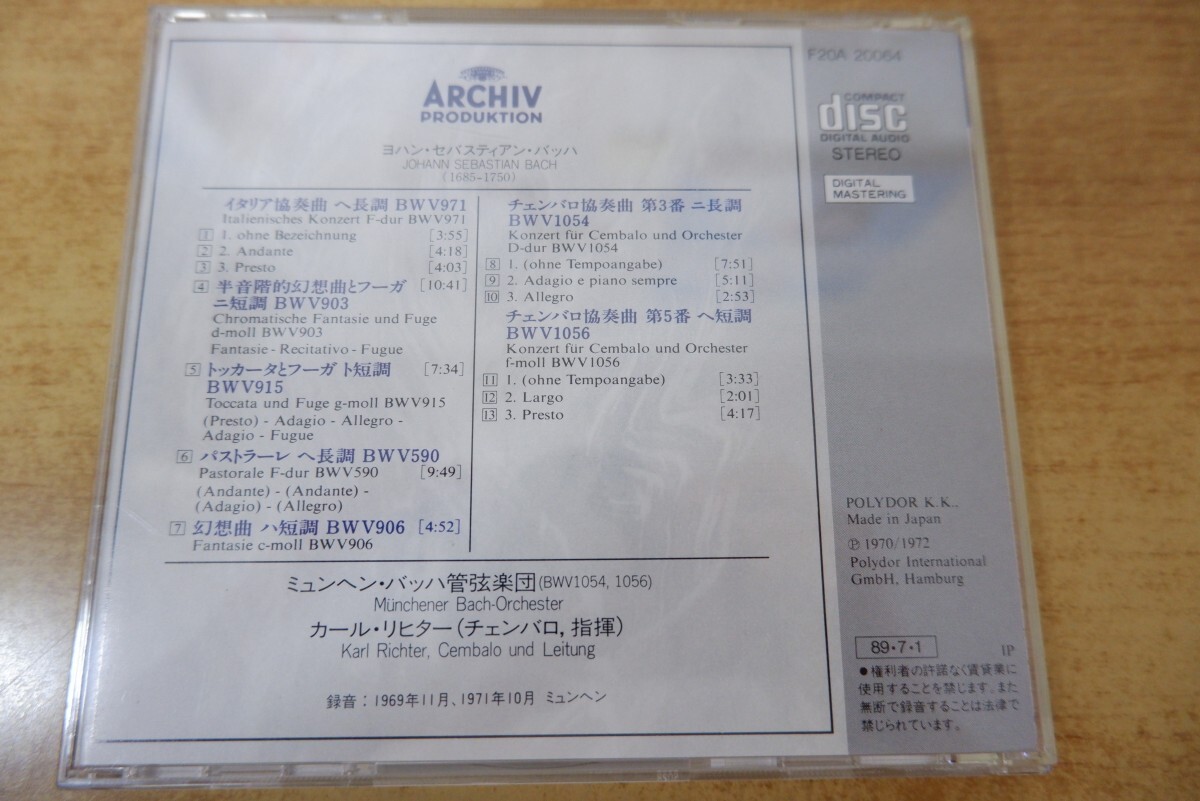 ARCHIV
PRODUKTION
ヨハン・セバスティアン・バッハ
JOHANN SEBASTIAN BACH
(1685-1750)
イタリア協奏曲 ヘ長調 BWV971
Italienisches Konzert F-dur BWV971
1 1. ohne Bezeichnung [3:55]
2 2. Andante [4:18]
3 3. Presto [4:03]
4 半音階的幻想曲とフーガ [10:41]
ニ短調 BWV903
Chromatische Fantasie und Fuge
d-moll BWV903
Fantasie - Recitativo - Fugue
5 トッカータとフーガ ト短調 [7:34]
BWV915
Toccata und Fuge g-moll BWV915
(Presto) - Adagio - Allegro -
Adagio - Fugue
6 パストラーレ ヘ長調 BWV590
Pastorale F-dur BWV590 [9:49]
(Andante) - (Andante) -
(Adagio) - (Allegro)
7 幻想曲 ハ短調 BWV906 [4:52]
Fantasie c-moll BWV906
チェンバロ協奏曲 第3番 ニ長調
BWV1054
Konzert für Cembalo und Orchester
D-dur BWV1054
8 1. (ohne Tempoangabe) [7:51]
9 2. Adagio e piano sempre [5:11]
10 3. Allegro [2:53]
チェンバロ協奏曲 第5番 ヘ短調
BWV1056
Konzert für Cembalo und Orchester
f-moll BWV1056
11 1. (ohne Tempoangabe) [3:33]
12 2. Largo [2:01]
13 3. Presto [4:17]
ミュンヘン・バッハ管弦楽団(BWV1054, 1056)
Münchener Bach-Orchester
カール・リヒター(チェンバロ, 指揮)
Karl Richter, Cembalo und Leitung
録音：1969年11月、1971年10月 ミュンヘン
F20A 20064
COMPACT
disc
DIGITAL AUDIO
STEREO
DIGITAL
MASTERING
POLYDOR K.K.,
Made in Japan
℗ 1970/1972
Polydor International
GmbH, Hamburg
89・7・1
IP
●権利者の許諾なく賃貸業に
使用することを禁じます。また
無断で録音することは法律で
禁じられています。